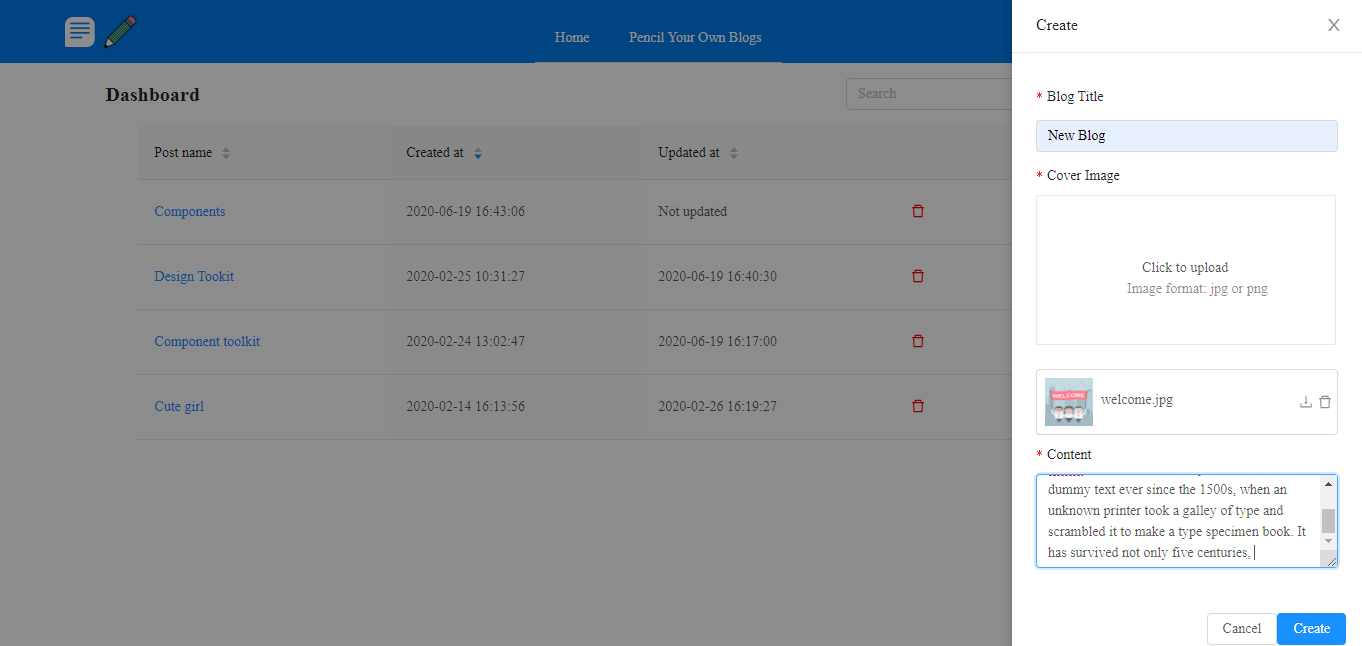 Home Pencil Your Own Blogs
Dashboard
Search
Post name Created at Updated at
Components 2020-06-19 16:43:06 Not updated
Design Tookit 2020-02-25 10:31:27 2020-06-19 16:40:30
Component toolkit 2020-02-24 13:02:47 2020-06-19 16:17:00
Cute girl 2020-02-14 16:13:56 2020-02-26 16:19:27
Create
* Blog Title
New Blog
* Cover Image
Click to upload
Image format: jpg or png
WELCOME
welcome.jpg
* Content
dummy text ever since the 1500s, when an
unknown printer took a galley of type and
scrambled it to make a type specimen book. It
has survived not only five centuries,
Cancel Create